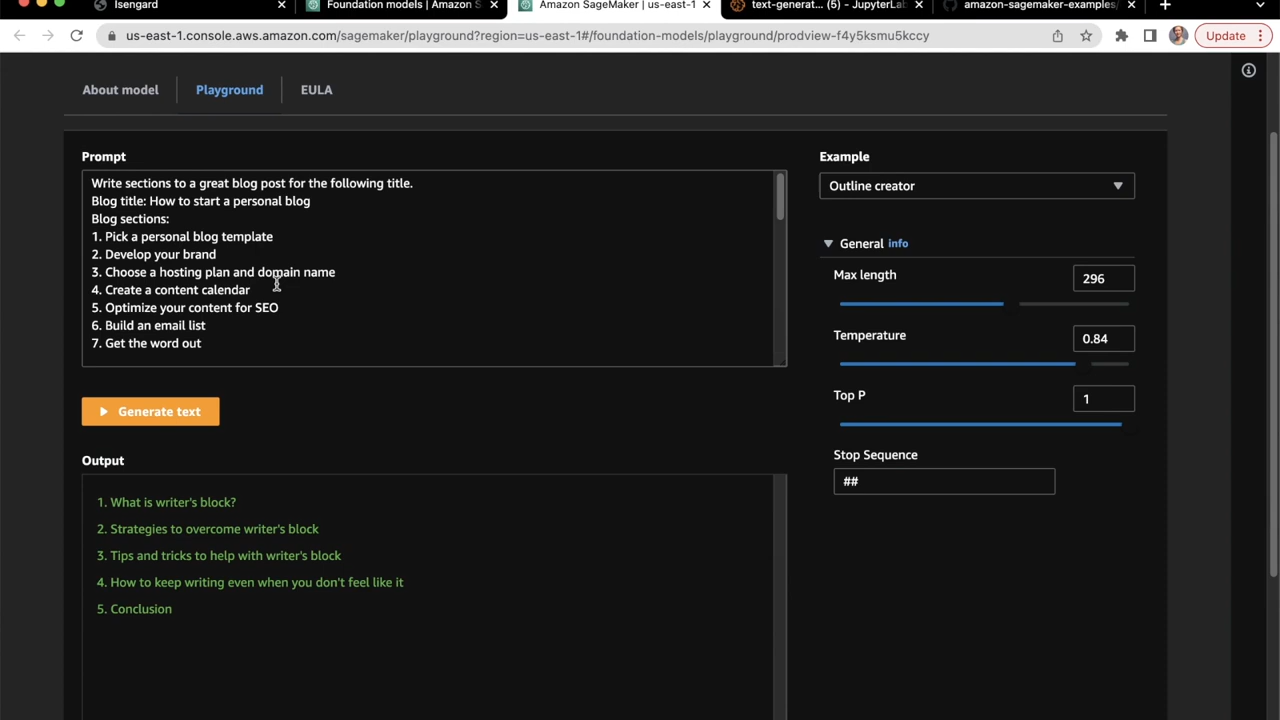 Isengard
Foundation models | Amazon S
Amazon SageMaker | us-east-1
text-generat... (5) - JupyterLab
amazon-sagemaker-examples/
us-east-1.console.aws.amazon.com/sagemaker/playground?region=us-east-1#/foundation-models/playground/prodview-f4y5ksmu5kccy
Update
About model
Playground
EULA
Prompt
Write sections to a great blog post for the following title.
Blog title: How to start a personal blog
Blog sections:
1. Pick a personal blog template
2. Develop your brand
3. Choose a hosting plan and domain name
4. Create a content calendar
5. Optimize your content for SEO
6. Build an email list
7. Get the word out
Generate text
Output
1. What is writer's block?
2. Strategies to overcome writer's block
3. Tips and tricks to help with writer's block
4. How to keep writing even when you don't feel like it
5. Conclusion
Example
Outline creator
General info
Max length
296
Temperature
0.84
Top P
1
Stop Sequence
##